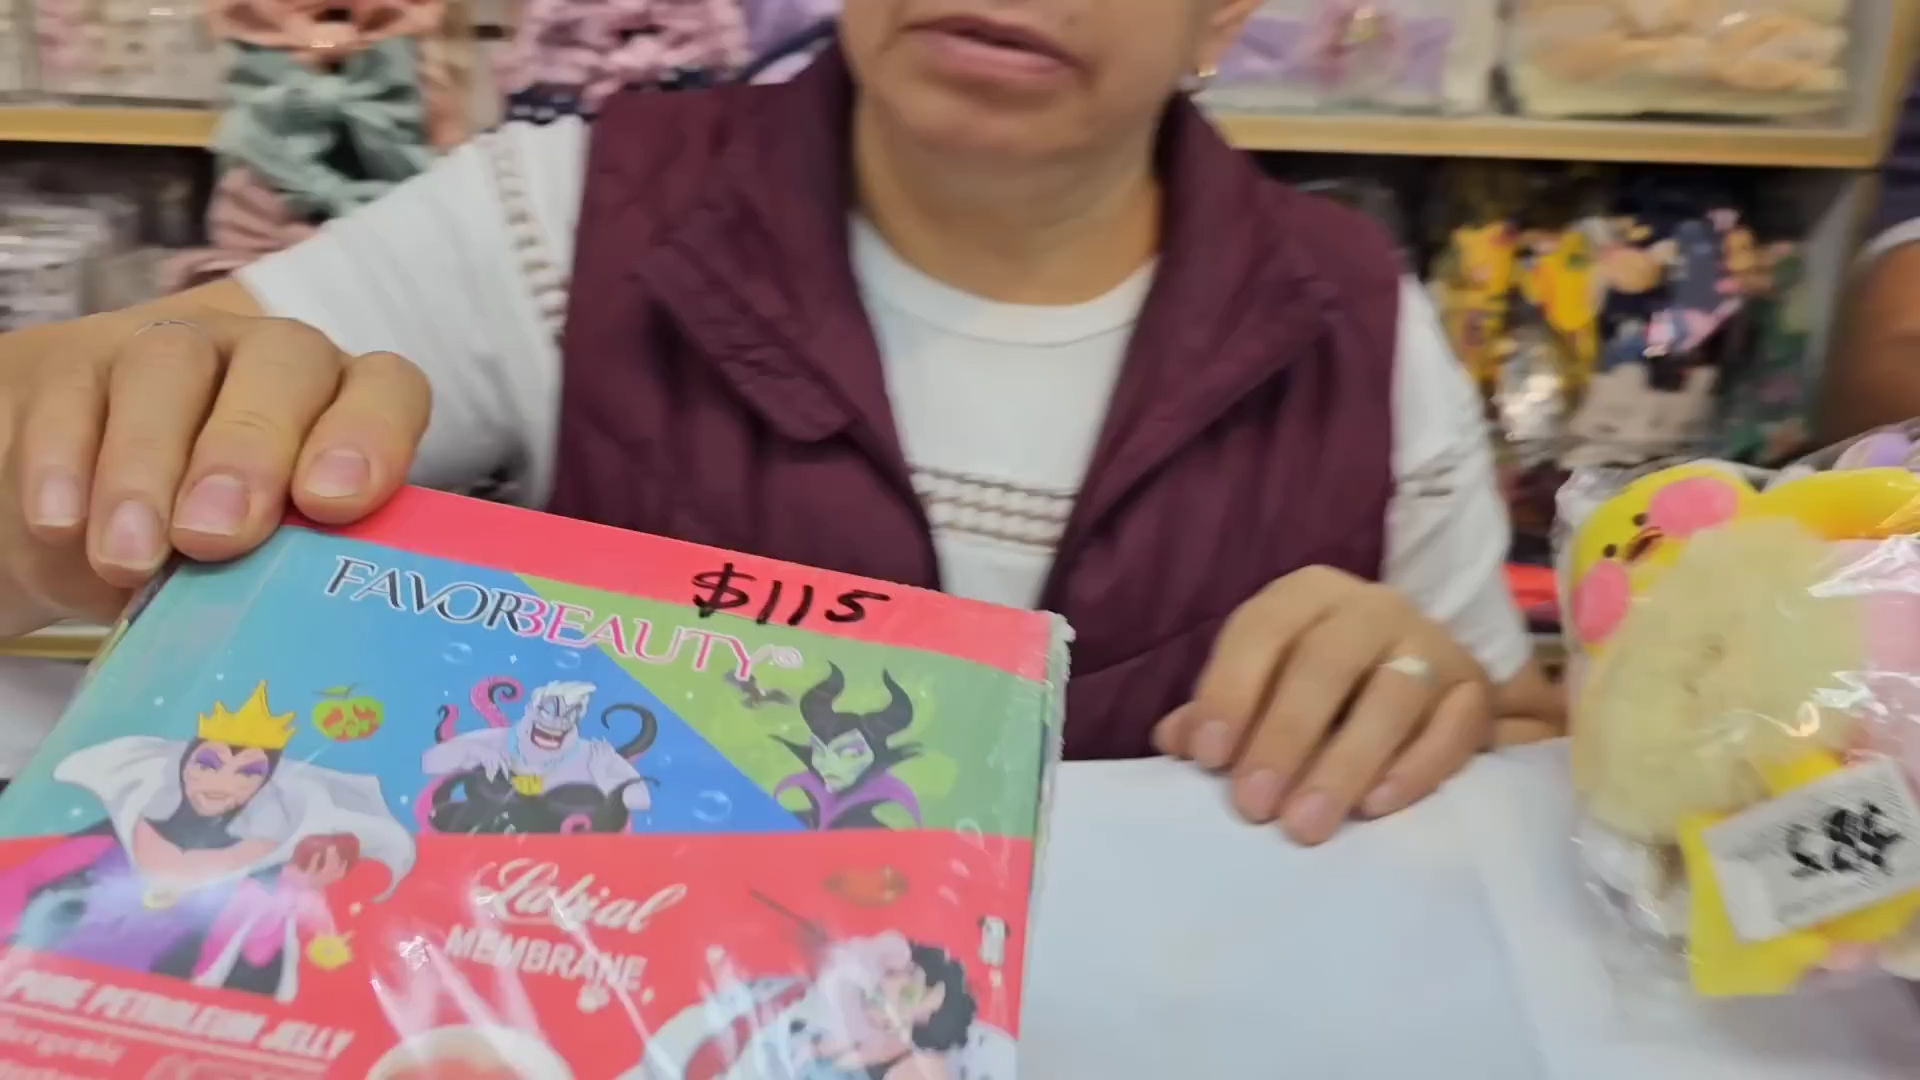 $115
FAVORBEAUTY®
Labial
MEMBRANE
PURE PETROLEUM JELLY